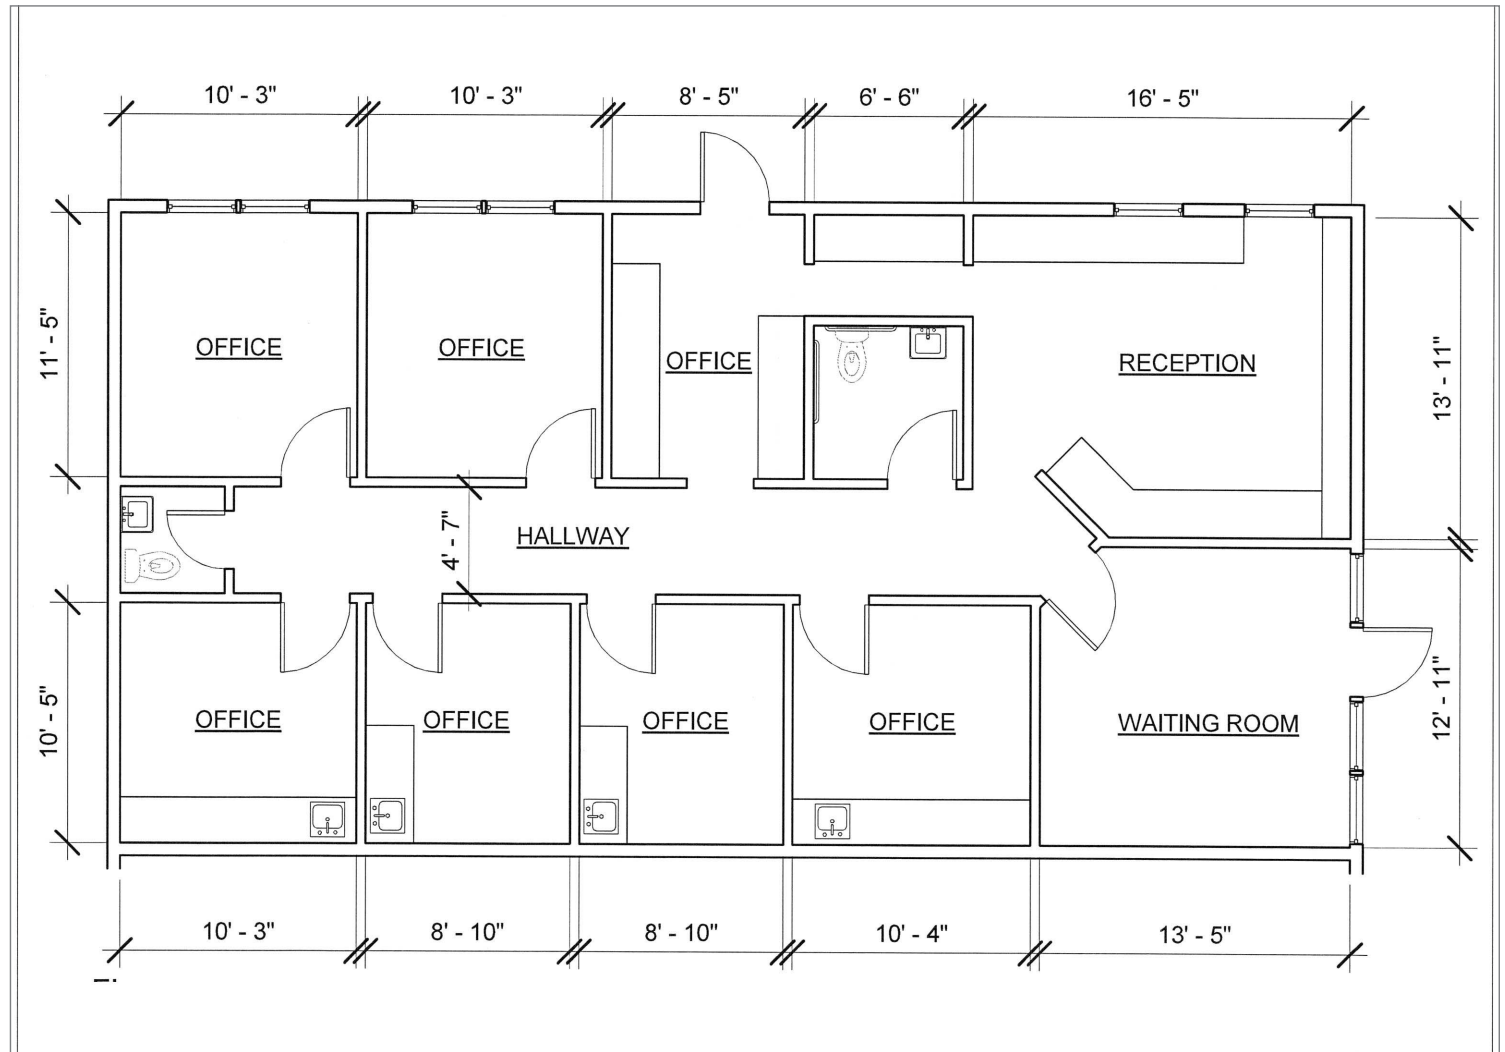 10' - 3" 10' - 3" 8' - 5" 6' - 6" 16' - 5"
11' - 5"
OFFICE
OFFICE
OFFICE
RECEPTION
13' - 11"
4' - 7"
HALLWAY
10' - 5"
OFFICE
OFFICE
OFFICE
OFFICE
WAITING ROOM
12' - 11"
10' - 3" 8' - 10" 8' - 10" 10' - 4" 13' - 5"